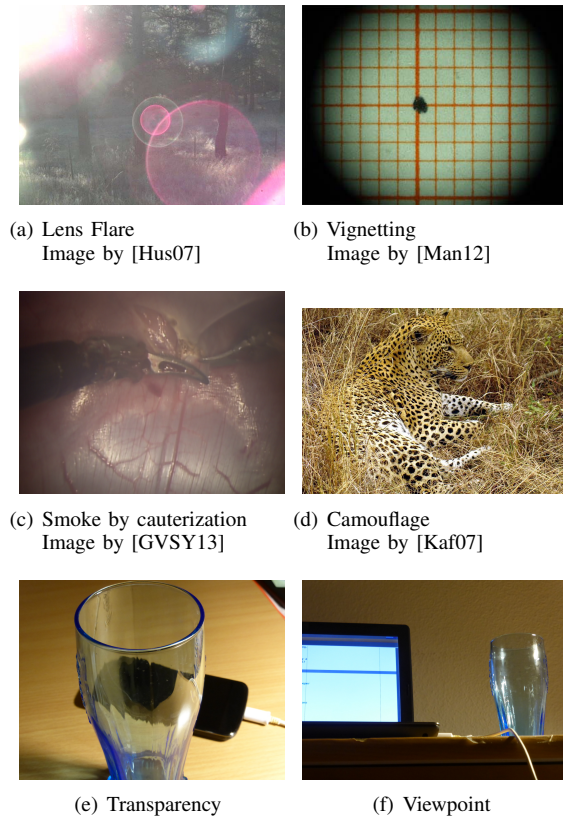 (a) Lens Flare
Image by [Hus07]
(b) Vignetting
Image by [Man12]
(c) Smoke by cauterization
Image by [GVSY13]
(d) Camouflage
Image by [Kaf07]
(e) Transparency
(f) Viewpoint